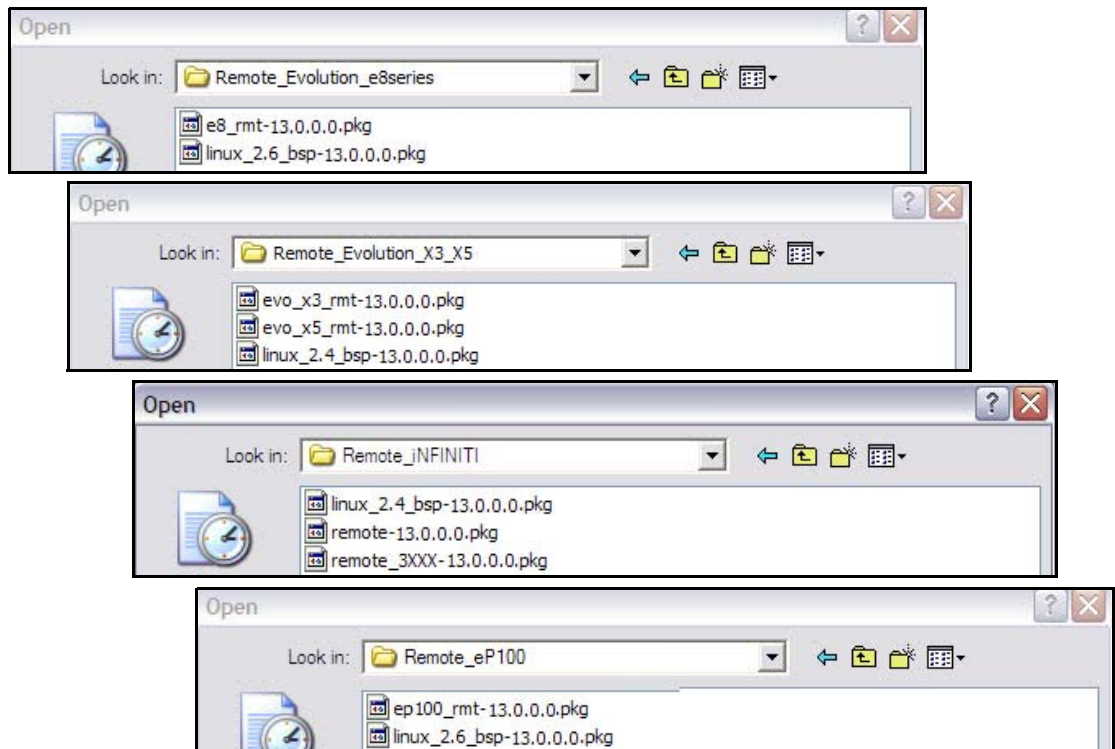 Open
Look in: Remote_Evolution_e8series
e8_rmt-13.0.0.0.pkg
linux_2.6_bsp-13.0.0.0.pkg
Open
Look in: Remote_Evolution_X3_X5
evo_x3_rmt-13.0.0.0.pkg
evo_x5_rmt-13.0.0.0.pkg
linux_2.4_bsp-13.0.0.0.pkg
Open
Look in: Remote_iNFINITI
linux_2.4_bsp-13.0.0.0.pkg
remote-13.0.0.0.pkg
remote_3XXX-13.0.0.0.pkg
Open
Look in: Remote_eP100
ep100_rmt-13.0.0.0.pkg
linux_2.6_bsp-13.0.0.0.pkg